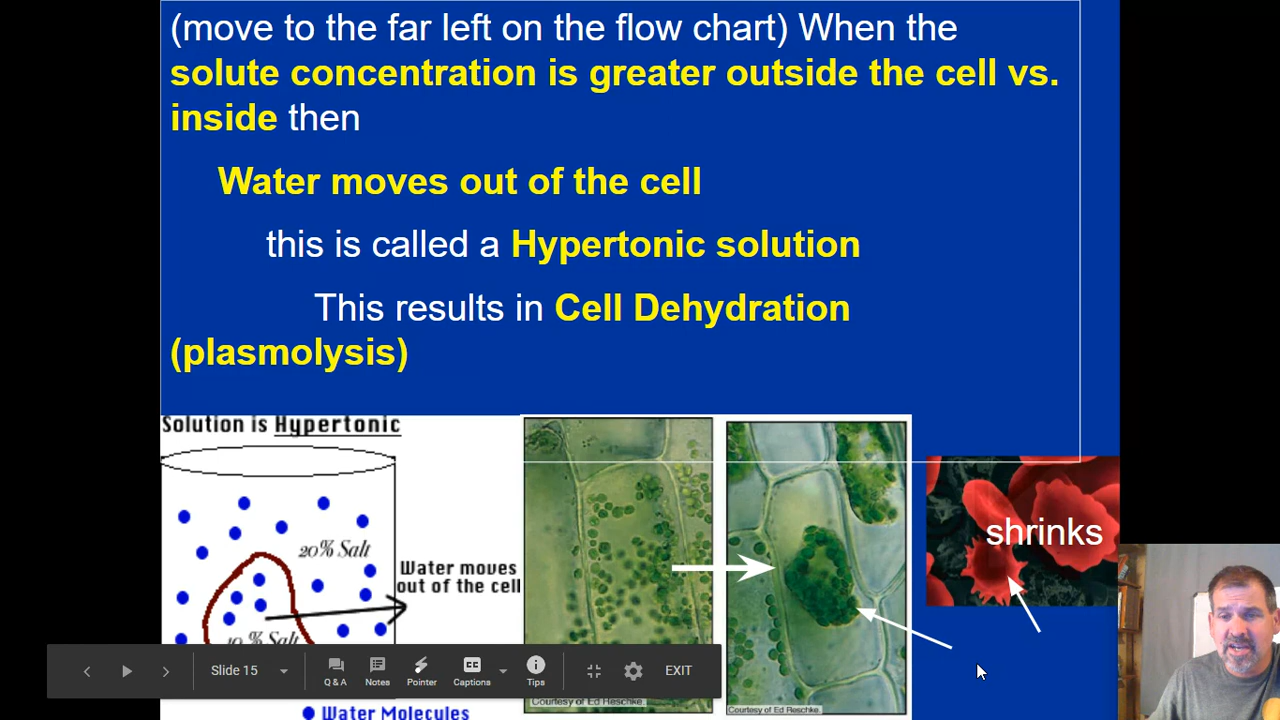 (move to the far left on the flow chart) When the
solute concentration is greater outside the cell vs.
inside then
Water moves out of the cell
this is called a Hypertonic solution
This results in Cell Dehydration
(plasmolysis)
Solution is Hypertonic
20% Salt
Water moves
out of the cell
10% Salt
shrinks
Slide 15
Q & A
Notes
Pointer
Captions
Tips
EXIT
Courtesy of Ed Reschke.
Courtesy of Ed Reschke.
Water Molecules